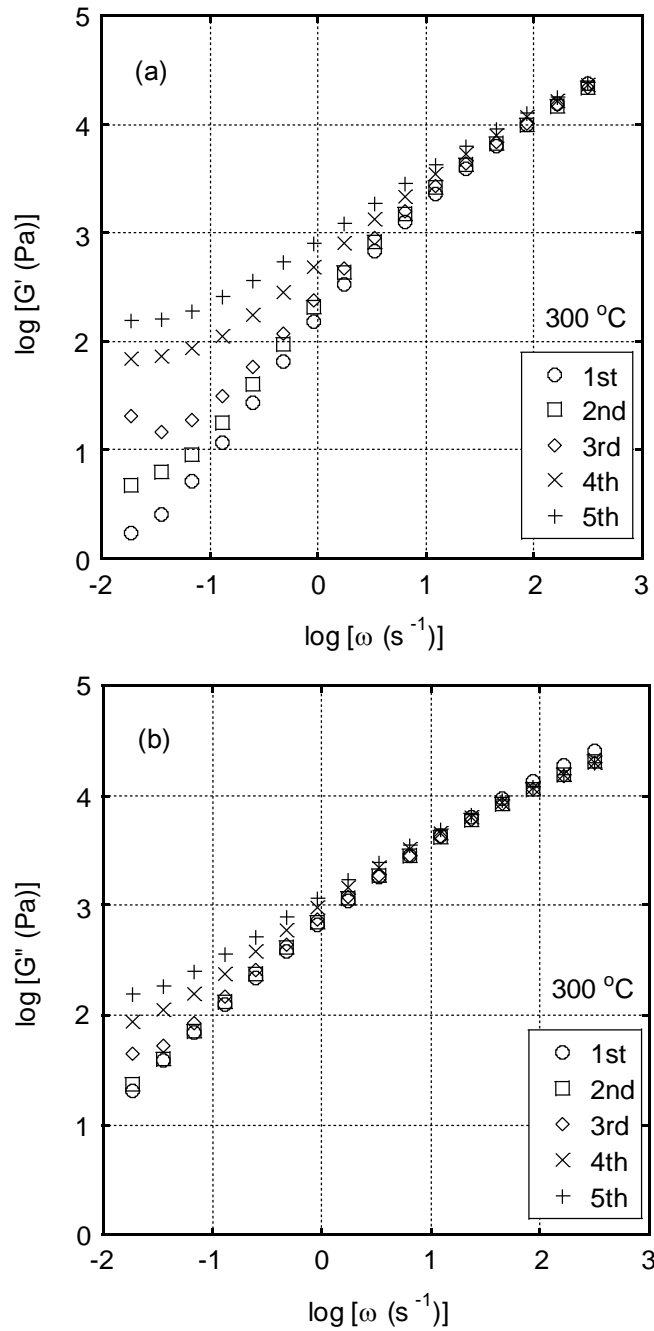 5
(a)
4
3
log [G' (Pa)]
2
300 °C
1st
2nd
1
3rd
4th
5th
0
-2 -1 0 1 2 3
log [ω (s⁻¹)]
5
(b)
4
3
log [G" (Pa)]
300 °C
2
1st
2nd
1
3rd
4th
5th
0
-2 -1 0 1 2 3
log [ω (s⁻¹)]